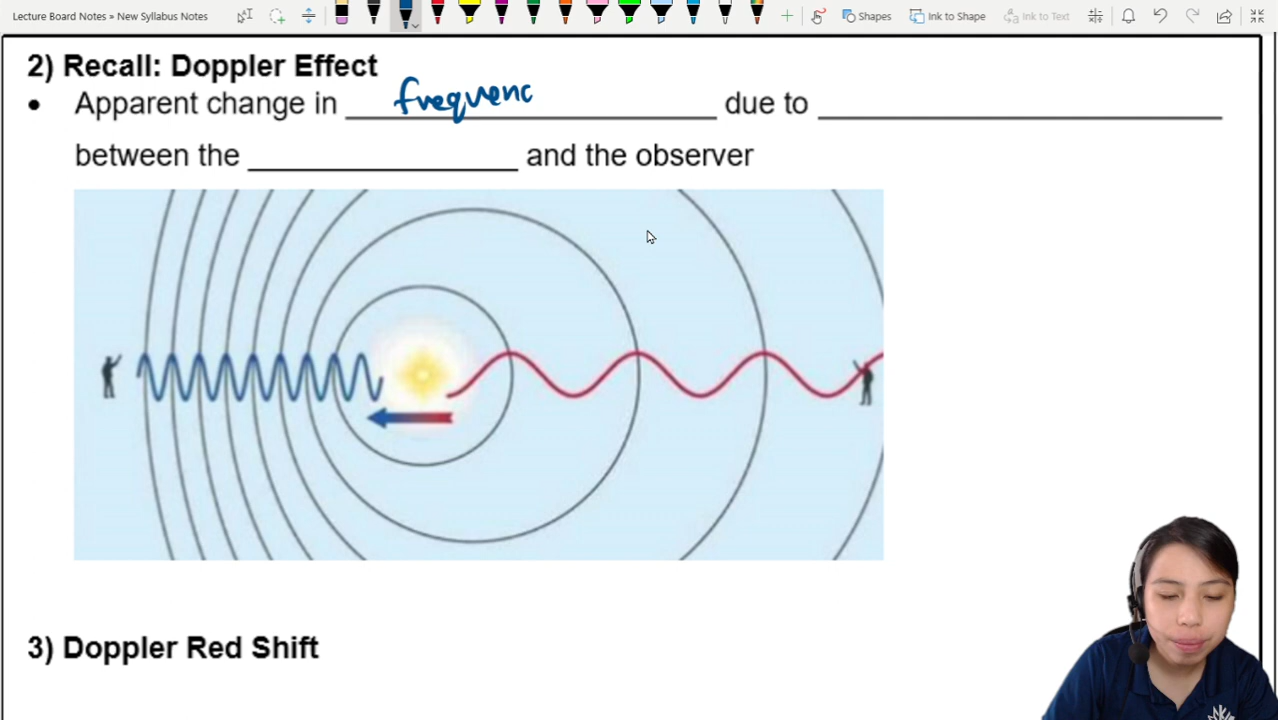 Lecture Board Notes » New Syllabus Notes
Shapes
Ink to Shape
Ink to Text
2) Recall: Doppler Effect
• Apparent change in frequenc due to
between the and the observer
3) Doppler Red Shift